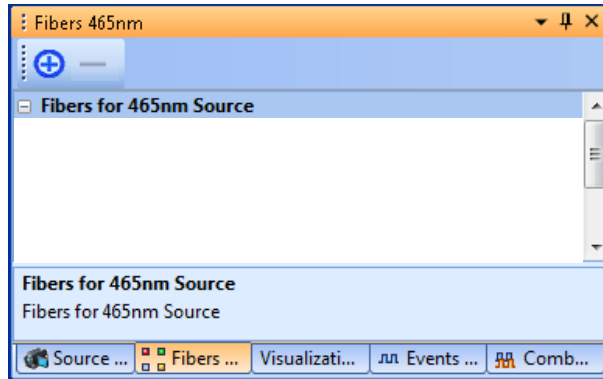 Fibers 465nm
Fibers for 465nm Source
Fibers for 465nm Source
Fibers for 465nm Source
Source ... Fibers ... Visualizati... Events ... Comb...